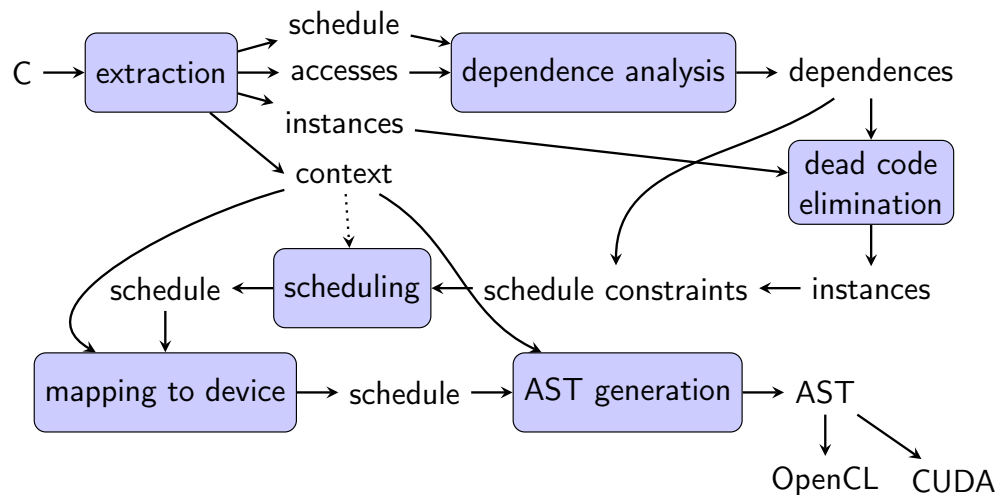 schedule
C
extraction
accesses
dependence analysis
dependences
instances
context
dead code
elimination
schedule
scheduling
schedule constraints
instances
mapping to device
schedule
AST generation
AST
OpenCL
CUDA